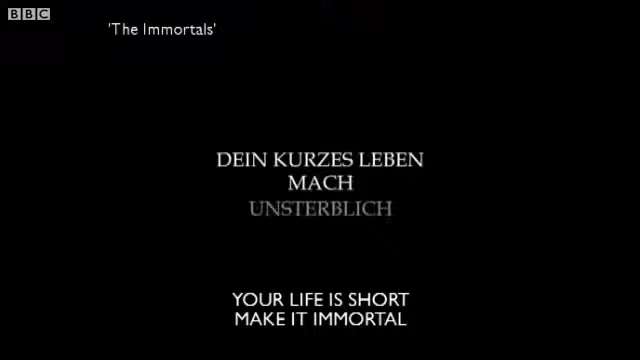 BBC
'The Immortals'
DEIN KURZES LEBEN
MACH
UNSTERBLICH
YOUR LIFE IS SHORT
MAKE IT IMMORTAL